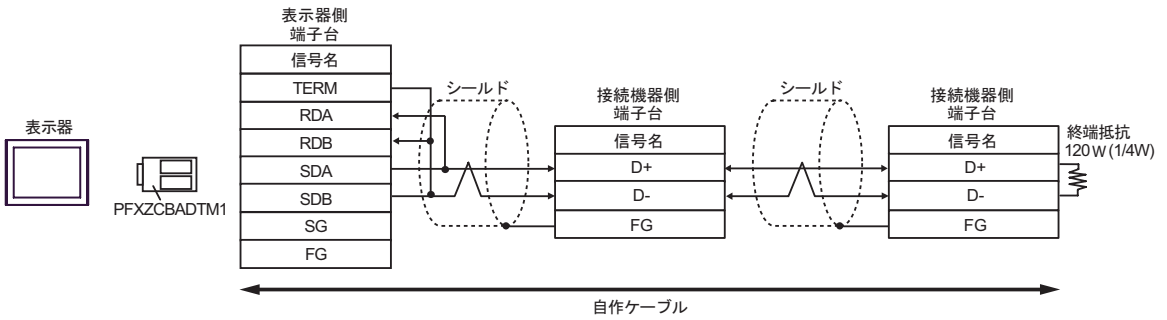 表示器
PFXZCBADTM1
表示器側
端子台
信号名
TERM
RDA
RDB
SDA
SDB
SG
FG
シールド
接続機器側
端子台
信号名
D+
D-
FG
シールド
接続機器側
端子台
信号名
D+
D-
FG
終端抵抗
120W(1/4W)
自作ケーブル